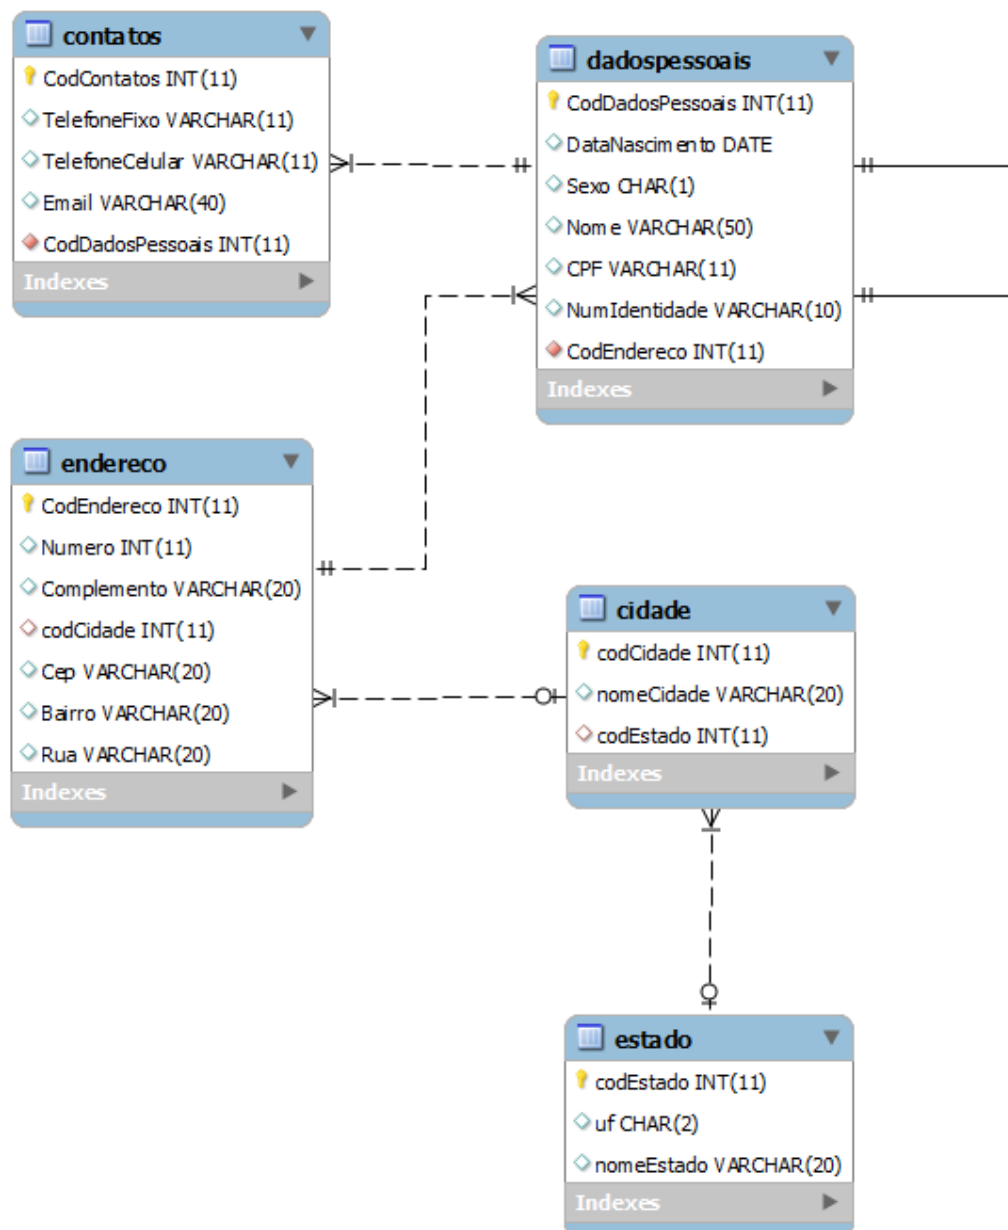 contatos
CodContatos INT(11)
TelefoneFixo VARCHAR(11)
TelefoneCelular VARCHAR(11)
Email VARCHAR(40)
CodDadosPessoais INT(11)
Indexes
dadospessoais
CodDadosPessoais INT(11)
DataNascimento DATE
Sexo CHAR(1)
Nome VARCHAR(50)
CPF VARCHAR(11)
NumIdentidade VARCHAR(10)
CodEndereco INT(11)
Indexes
endereco
CodEndereco INT(11)
Numero INT(11)
Complemento VARCHAR(20)
codCidade INT(11)
Cep VARCHAR(20)
Bairro VARCHAR(20)
Rua VARCHAR(20)
Indexes
cidade
codCidade INT(11)
nomeCidade VARCHAR(20)
codEstado INT(11)
Indexes
estado
codEstado INT(11)
uf CHAR(2)
nomeEstado VARCHAR(20)
Indexes